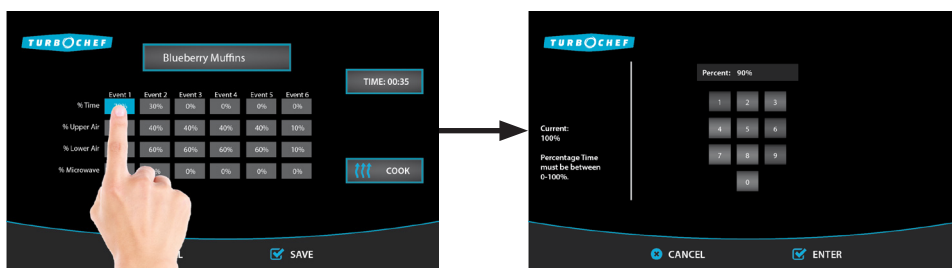 TURBOCHEF
Blueberry Muffins
TIME: 00:35
Event 1 Event 2 Event 3 Event 4 Event 5 Event 6
% Time 30% 0% 0% 0% 0%
% Upper Air 40% 40% 40% 40% 10%
% Lower Air 60% 60% 60% 60% 10%
% Microwave 0% 0% 0% 0%
COOK
SAVE
TURBOCHEF
Percent: 90%
1 2 3
4 5 6
7 8 9
0
Current:
100%
Percentage Time
must be between
0-100%.
CANCEL
ENTER